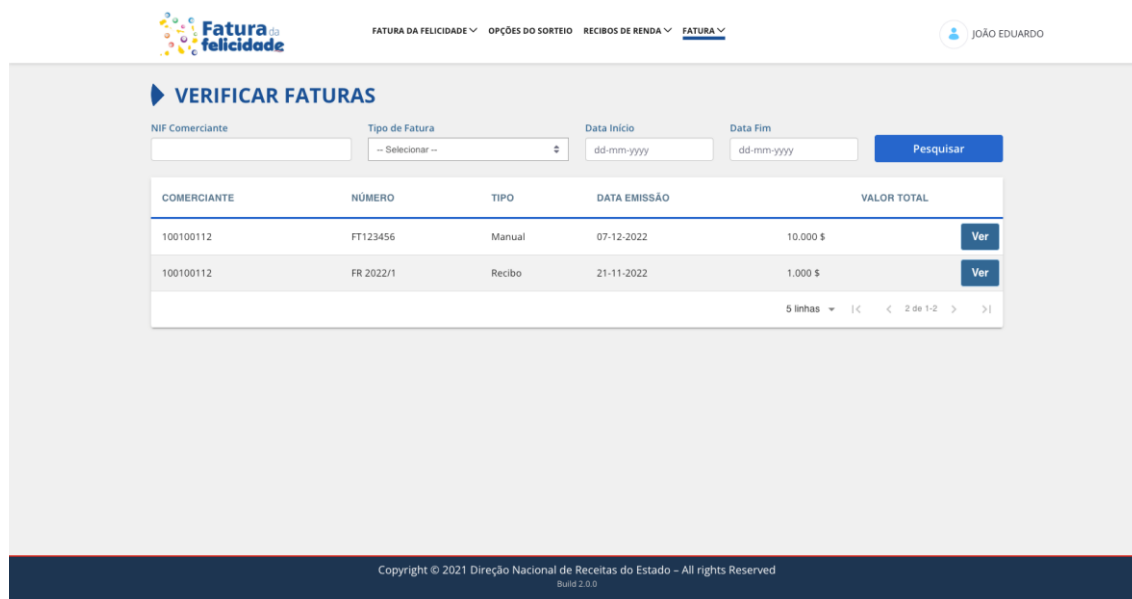 Fatura da
felicidade
FATURA DA FELICIDADE OPÇÕES DO SORTEIO RECIBOS DE RENDA FATURA
JOÃO EDUARDO
VERIFICAR FATURAS
NIF Comerciante Tipo de Fatura Data Início Data Fim
-- Selecionar -- dd-mm-yyyy dd-mm-yyyy Pesquisar
COMERCIANTE NÚMERO TIPO DATA EMISSÃO VALOR TOTAL
100100112 FT123456 Manual 07-12-2022 10.000 $ Ver
100100112 FR 2022/1 Recibo 21-11-2022 1.000 $ Ver
5 linhas 2 de 1-2
Copyright © 2021 Direção Nacional de Receitas do Estado – All rights Reserved
Build 2.0.0